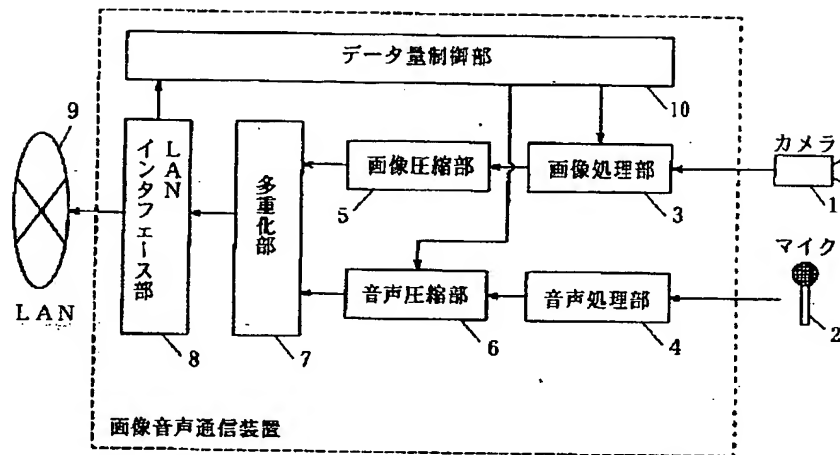 データ量制御部
10
9
LAN
インタフェース部
8
多重化部
7
画像圧縮部
5
画像処理部
3
カメラ
1
音声圧縮部
6
音声処理部
4
マイク
2
LAN
画像音声通信装置